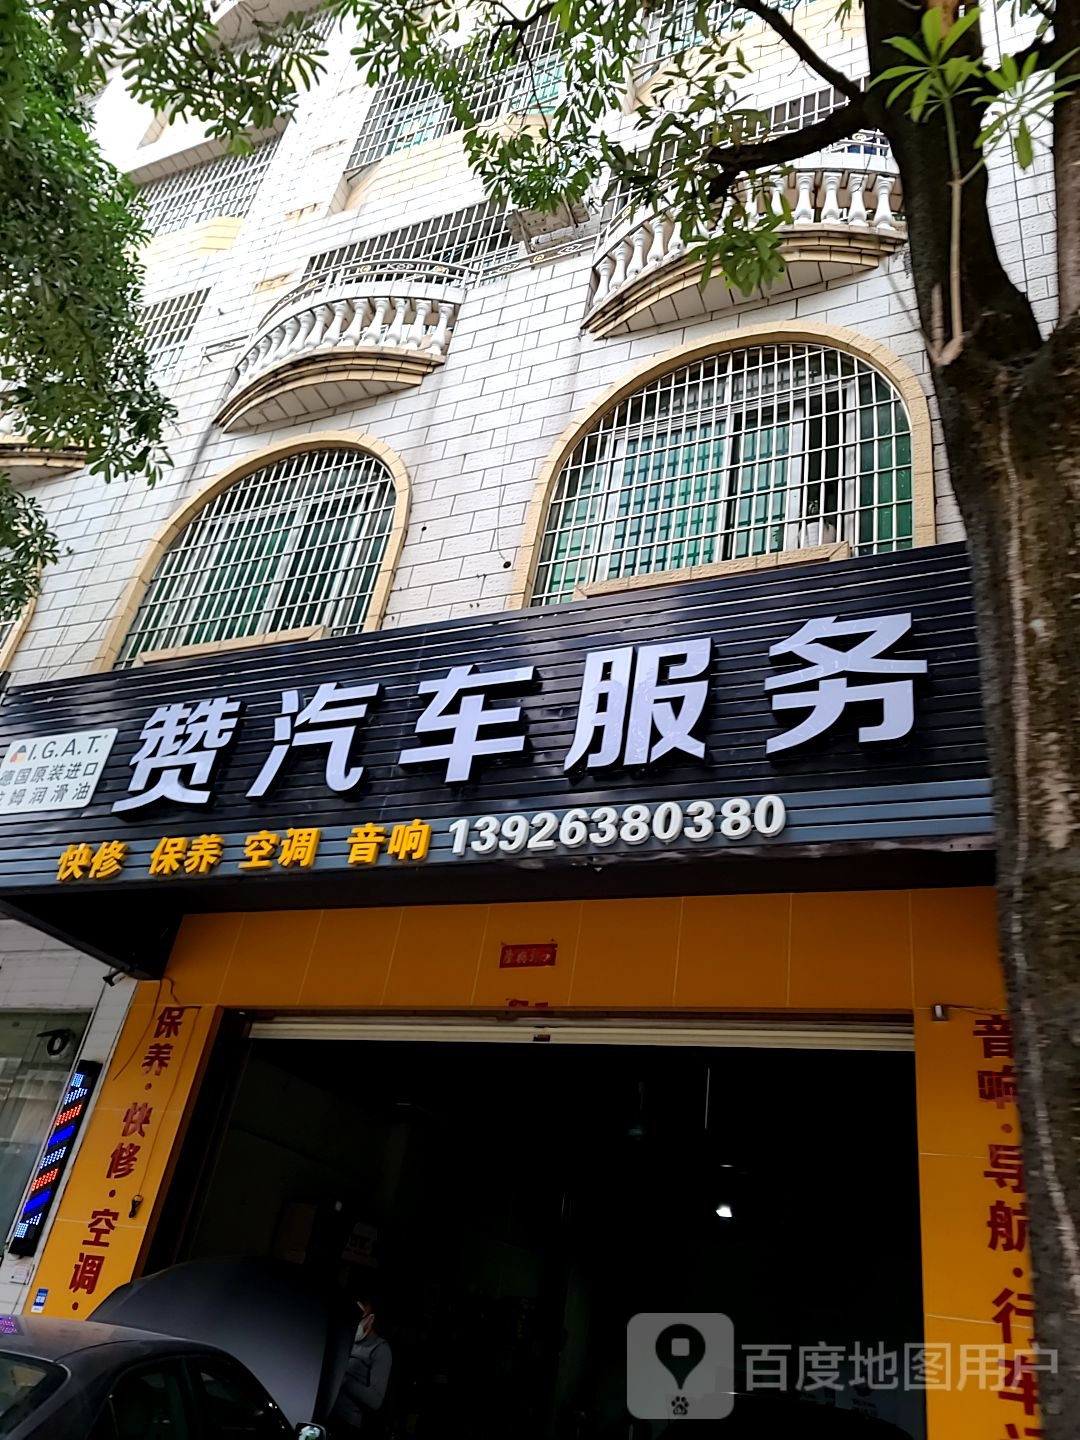 赞汽车服务
I.G.A.T.
德国原装进口
姆润滑油
快修 保养 空调 音响 13926380380
保养·快修·空调·
音响·导航·行车
百度地图用户